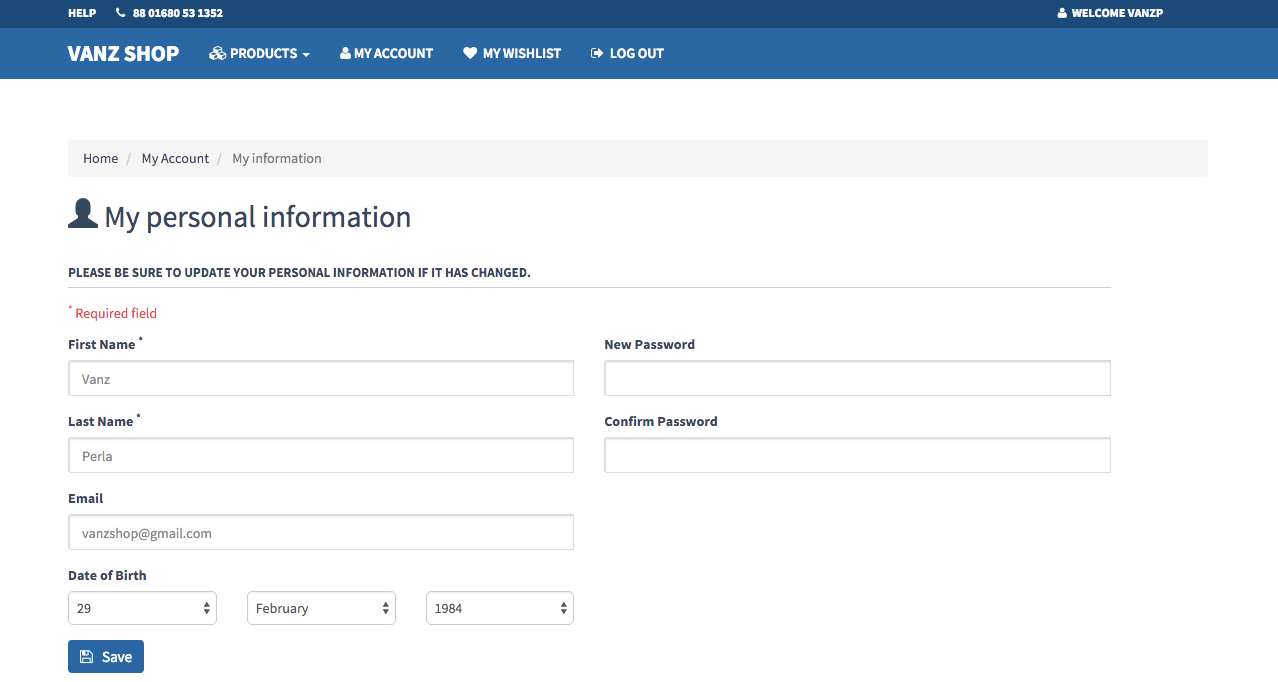 HELP 88 01680 53 1352 WELCOME VANZP
VANZ SHOP PRODUCTS MY ACCOUNT MY WISHLIST LOG OUT
Home / My Account / My information
My personal information
PLEASE BE SURE TO UPDATE YOUR PERSONAL INFORMATION IF IT HAS CHANGED.
* Required field
First Name * New Password
Vanz
Last Name * Confirm Password
Perla
Email
vanzshop@gmail.com
Date of Birth
29 February 1984
Save